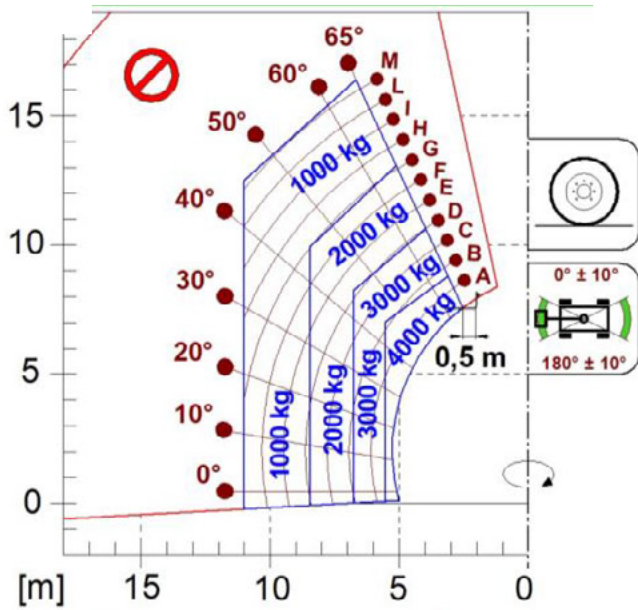 65°
60°
50°
40°
30°
20°
10°
0°
M
L
I
H
G
F
E
D
C
B
A
1000 kg
2000 kg
3000 kg
4000 kg
1000 kg
2000 kg
3000 kg
0,5 m
0° ± 10°
180° ± 10°
15
10
5
0
[m]
15
10
5
0